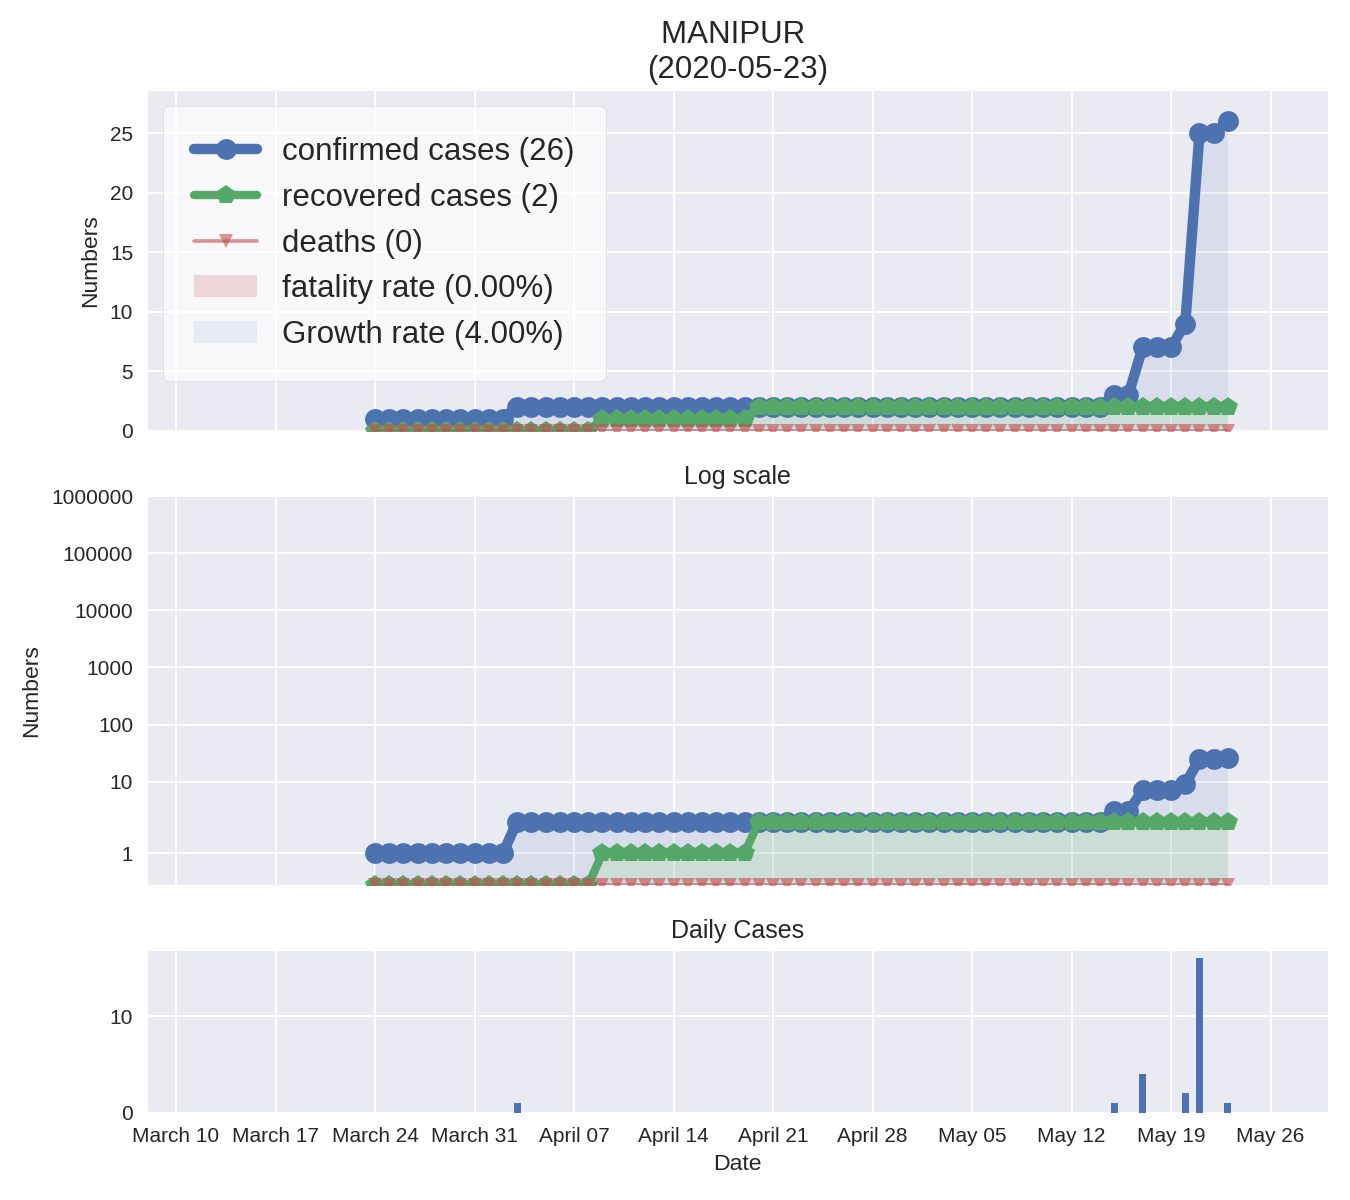 MANIPUR
(2020-05-23)
confirmed cases (26)
recovered cases (2)
deaths (0)
fatality rate (0.00%)
Growth rate (4.00%)
Numbers
25
20
15
10
5
0
Log scale
Numbers
1000000
100000
10000
1000
100
10
1
Daily Cases
10
0
March 10 March 17 March 24 March 31 April 07 April 14 April 21 April 28 May 05 May 12 May 19 May 26
Date